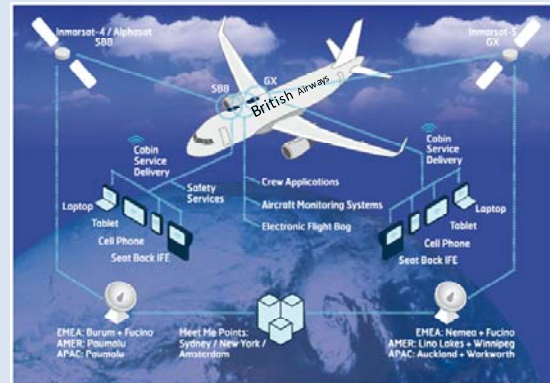 Inmarsat-4 / Alphasat
SBB
Inmarsat-5
GX
SBB
GX
British Airways
Cabin
Service
Delivery
Cabin
Service
Delivery
Safety
Services
Crew Applications
Aircraft Monitoring Systems
Electronic Flight Bag
Laptop
Tablet
Cell Phone
Seat Back IFE
Laptop
Tablet
Cell Phone
Seat Back IFE
EMEA: Burum + Fucino
AMER: Paumalu
APAC: Paumalu
Meet Me Points:
Sydney / New York /
Amsterdam
EMEA: Nemea + Fucino
AMER: Lino Lakes + Winnipeg
APAC: Auckland + Warkworth